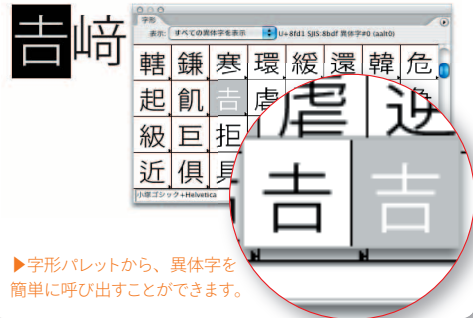 𠮷﨑
字形
表示: すべての異体字を表示 U+8fd1 SJIS:8bdf 異体字#0 (aalt0)
轄 鎌 寒 環 緩 還 韓 危
起 飢 吉 虐
級 巨 拒
近 倶 具
小塚ゴシック+Helvetica
虐
𠮷 吉
▶字形パレットから、異体字を
簡単に呼び出すことができます。